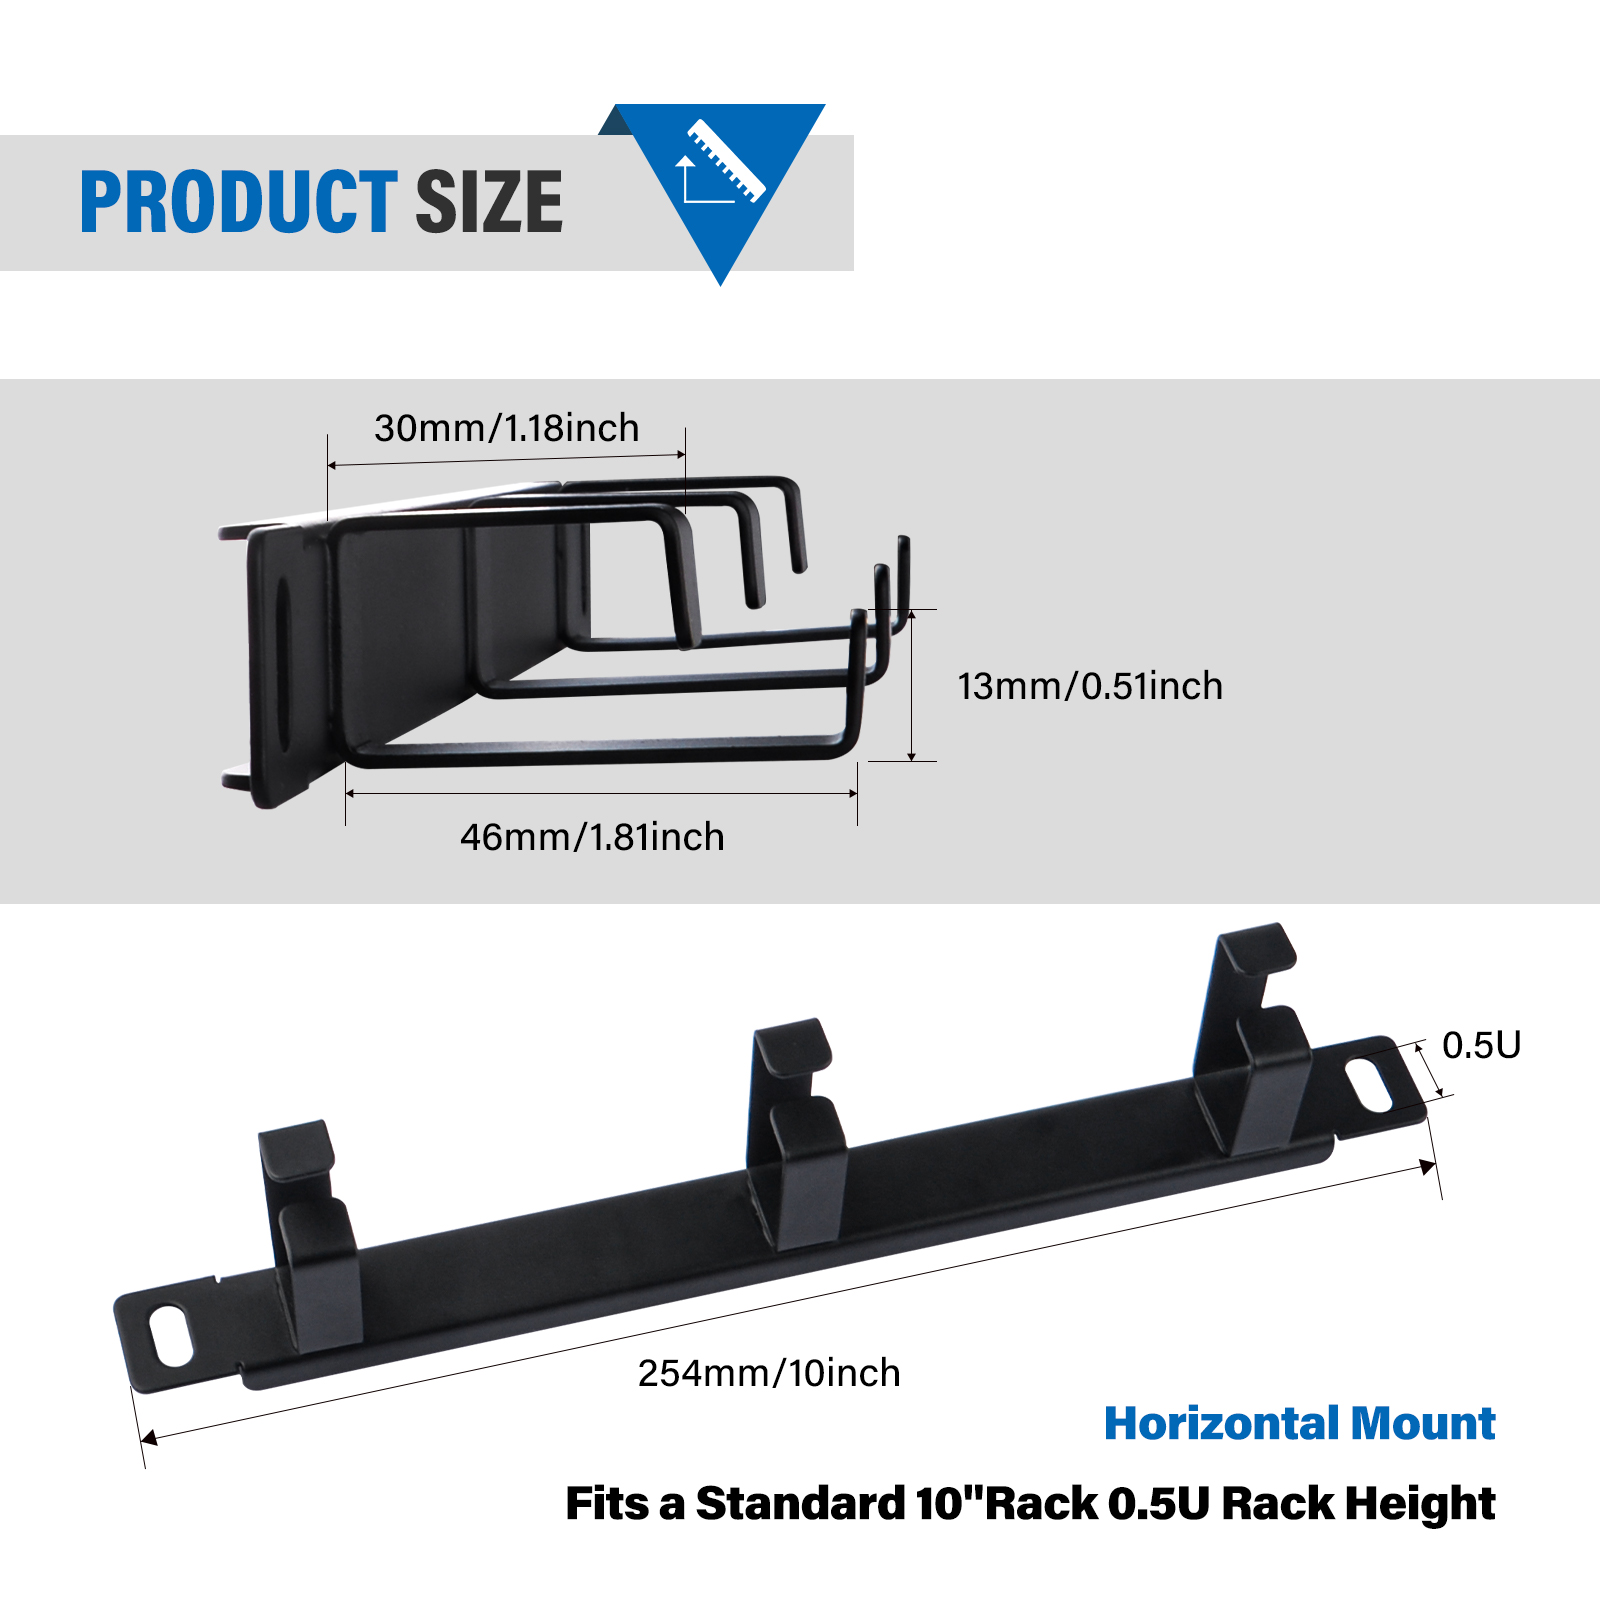 PRODUCT SIZE
30mm/1.18inch
13mm/0.51inch
46mm/1.81inch
0.5U
254mm/10inch
Horizontal Mount
Fits a Standard 10"Rack 0.5U Rack Height